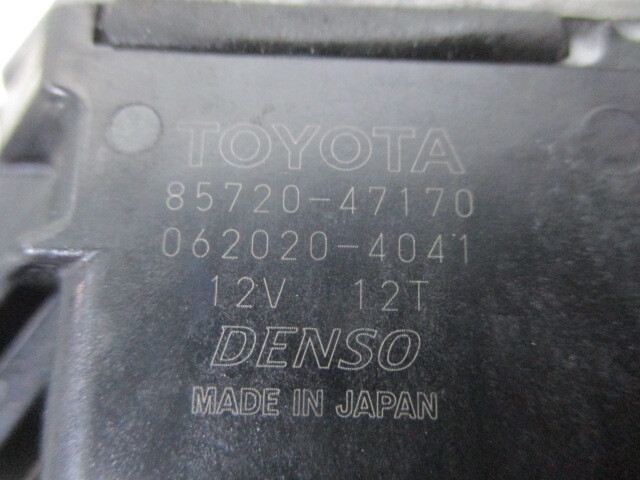 TOYOTA
85720-47170
062020-4041
12V 12T
DENSO
MADE IN JAPAN